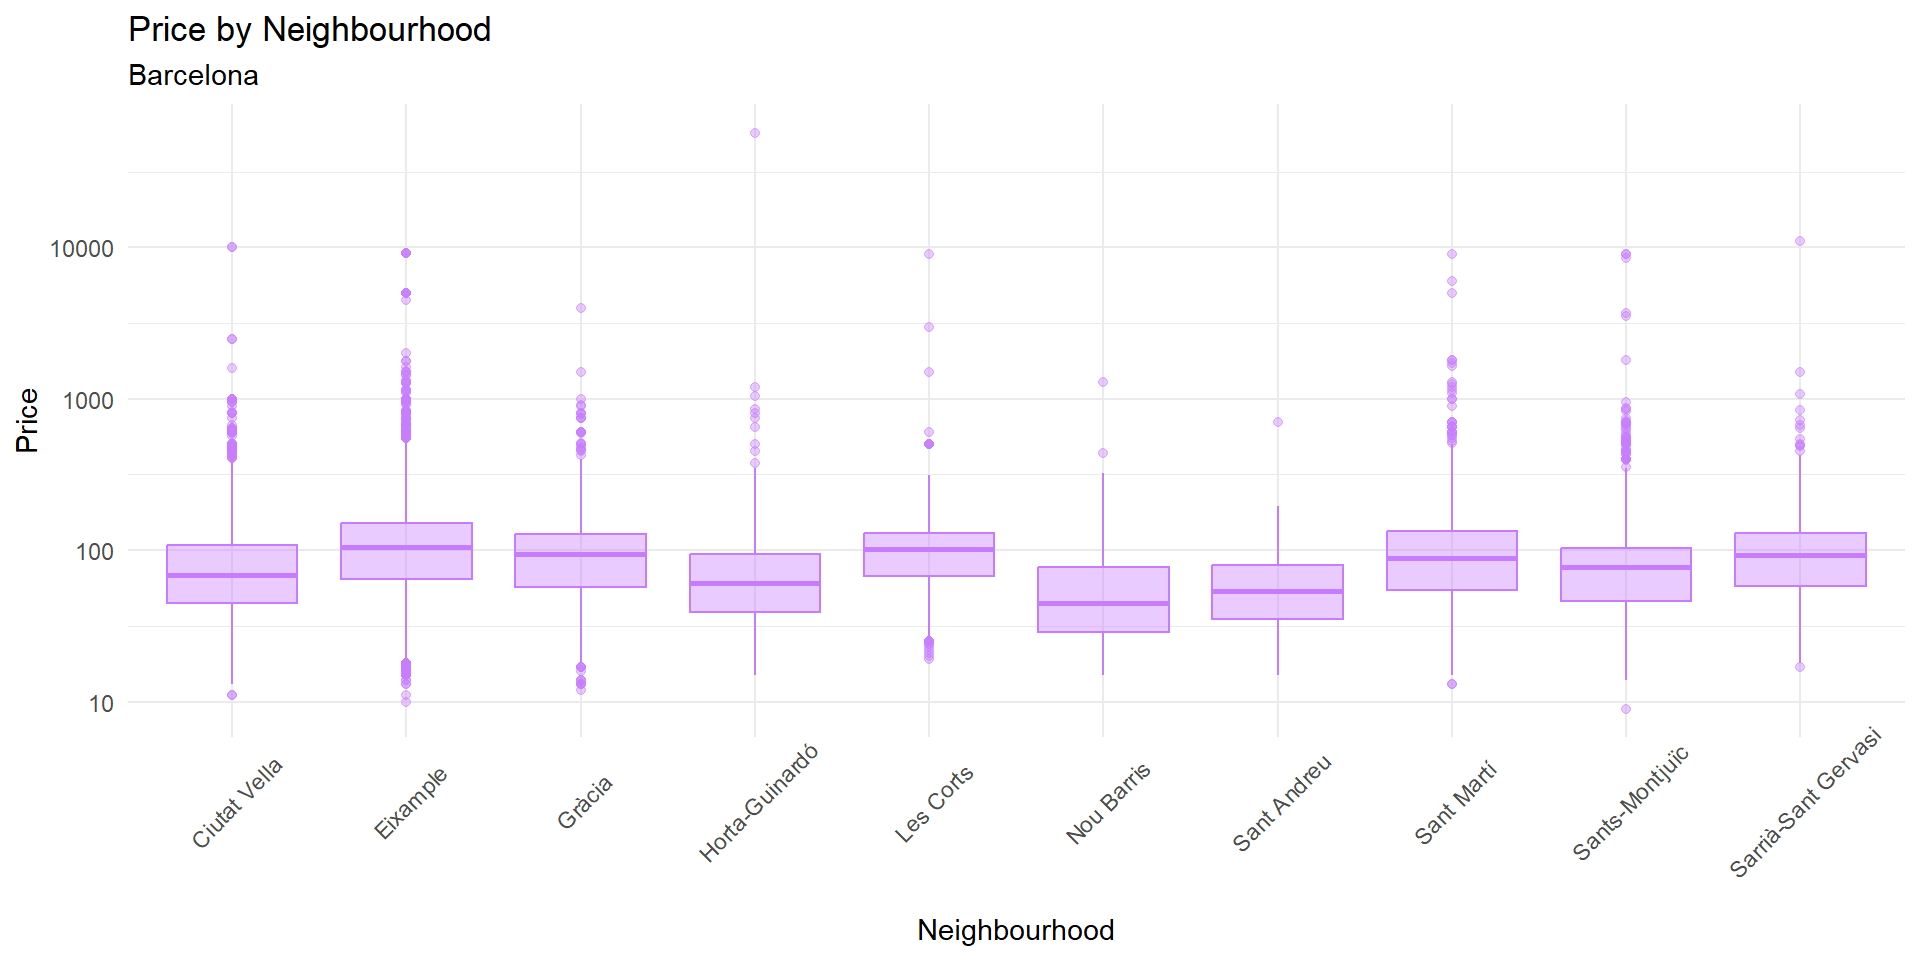 Price by Neighbourhood
Barcelona
Price
10000
1000
100
10
Ciutat Vella
Eixample
Gràcia
Horta-Guinardó
Les Corts
Nou Barris
Sant Andreu
Sant Martí
Sants-Montjuïc
Sarrià-Sant Gervasi
Neighbourhood